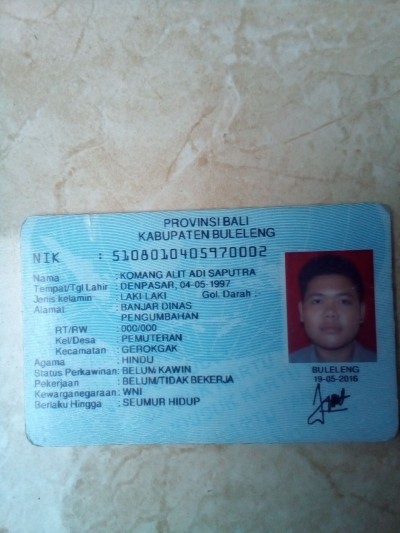 PROVINSI BALI
KABUPATEN BULELENG
NIK : 5108010405970002
Nama : KOMANG ALIT ADI SAPUTRA
Tempat/Tgl Lahir : DENPASAR, 04-05-1997
Jenis kelamin : LAKI-LAKI Gol. Darah : -
Alamat : BANJAR DINAS
PENGUMBAHAN
RT/RW : 000/000
Kel/Desa : PEMUTERAN
Kecamatan : GEROKGAK
Agama : HINDU
Status Perkawinan: BELUM KAWIN
Pekerjaan : BELUM/TIDAK BEKERJA
Kewarganegaraan: WNI
Berlaku Hingga : SEUMUR HIDUP
BULELENG
19-05-2016